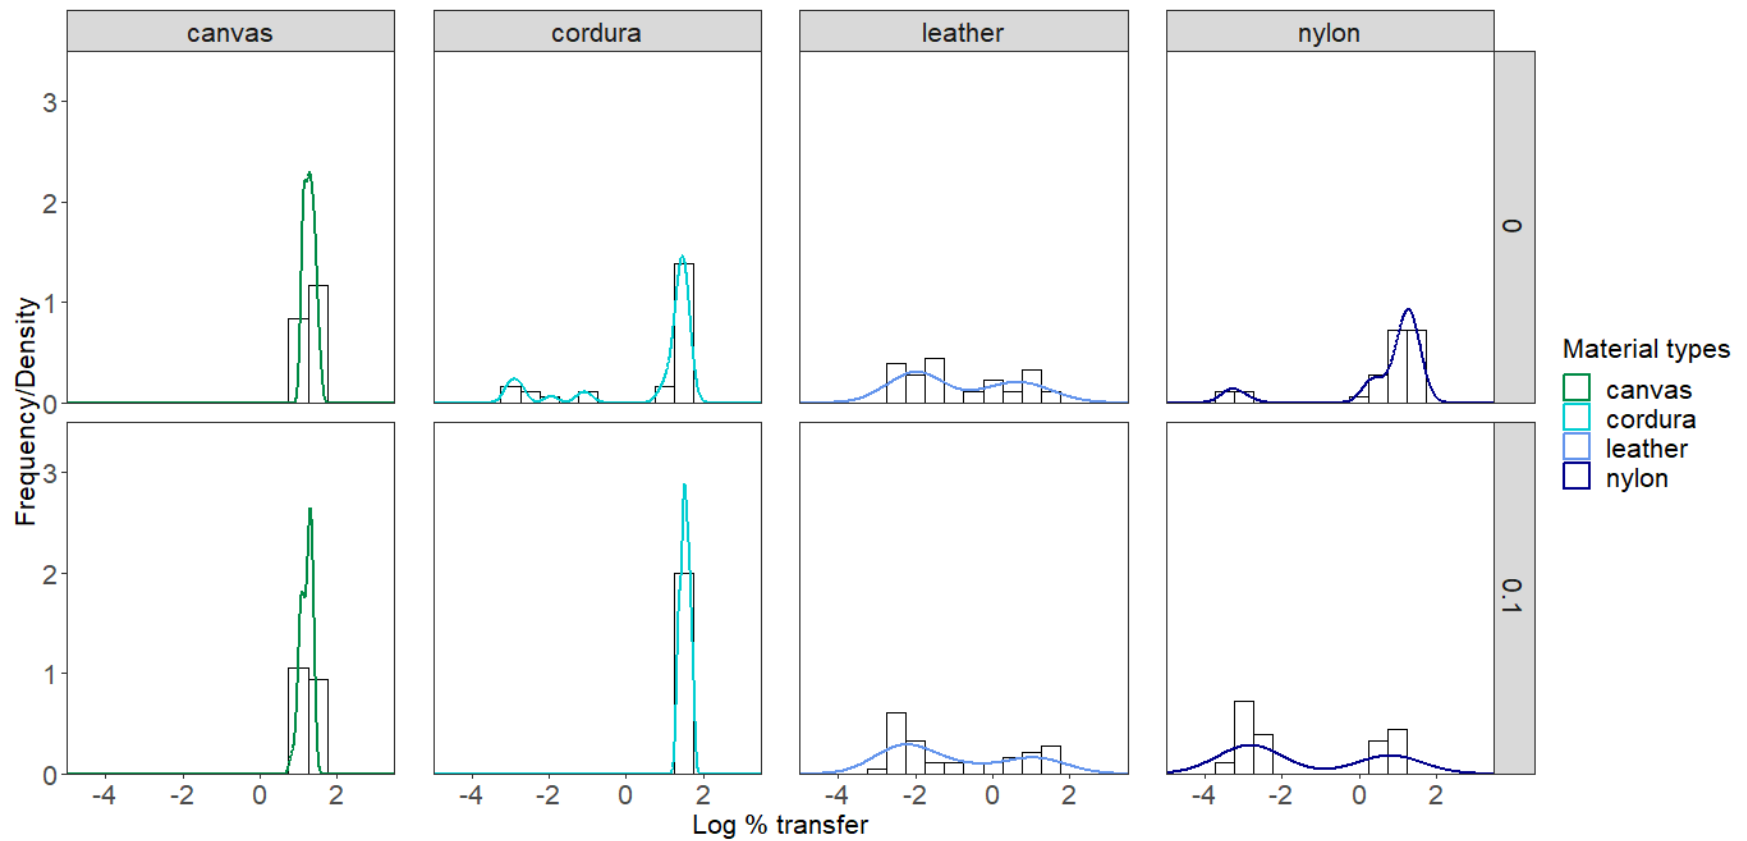 canvas cordura leather nylon
3
2
1
0
0
3
2
1
0
0.1
-4 -2 0 2 -4 -2 0 2 -4 -2 0 2 -4 -2 0 2
Log % transfer
Frequency/Density
Material types
canvas
cordura
leather
nylon